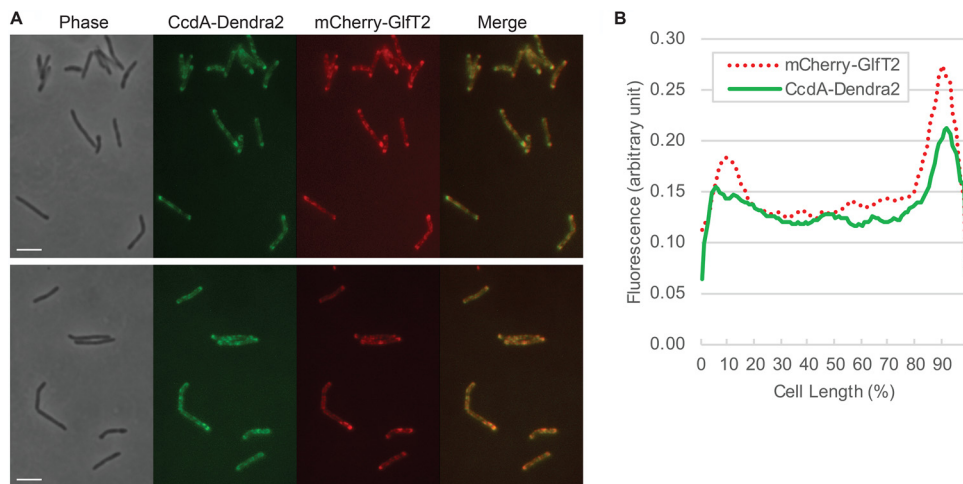 A
Phase
CcdA-Dendra2
mCherry-GlfT2
Merge
B
0.30
0.25
0.20
0.15
0.10
0.05
0.00
Fluorescence (arbitrary unit)
mCherry-GlfT2
CcdA-Dendra2
0 10 20 30 40 50 60 70 80 90
Cell Length (%)